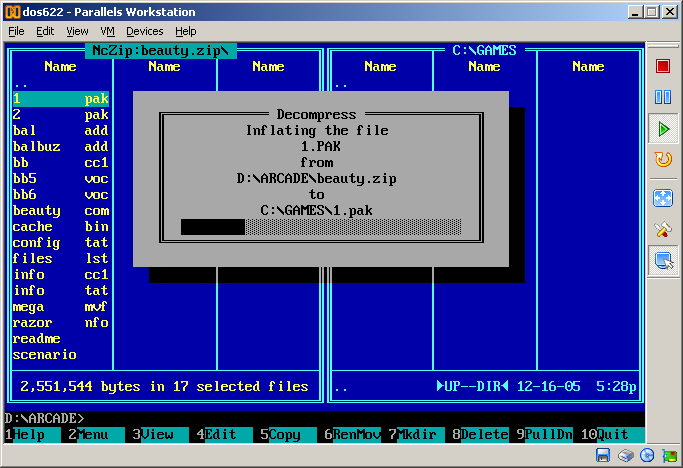 dos622 - Parallels Workstation
File Edit View VM Devices Help
NcZip:beauty.zip\ C:\GAMES
Name Name Name Name Name Name
.. ..
1 pak
2 pak
bal add
balbuz add
bb cc1
bb5 voc
bb6 voc
beauty com
cache bin
config tat
files lst
info cc1
info tat
mega mvf
razor nfo
readme
scenario
Decompress
Inflating the file
1.PAK
from
D:\ARCADE\beauty.zip
to
C:\GAMES\1.pak
2,551,544 bytes in 17 selected files
.. ►UP--DIR◄ 12-16-05 5:28p
D:\ARCADE>
1Help 2Menu 3View 4Edit 5Copy 6RenMov 7Mkdir 8Delete 9PullDn 10Quit